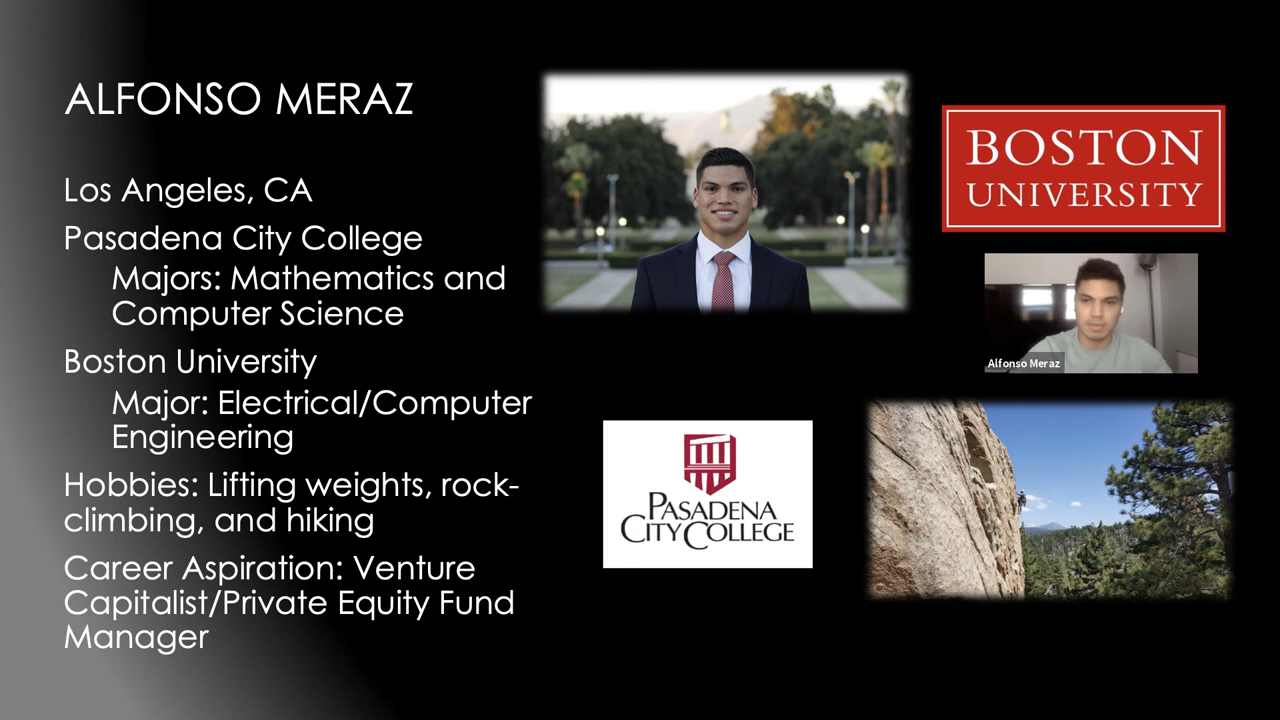 ALFONSO MERAZ
Los Angeles, CA
Pasadena City College
Majors: Mathematics and
Computer Science
Boston University
Major: Electrical/Computer
Engineering
Hobbies: Lifting weights, rock-
climbing, and hiking
Career Aspiration: Venture
Capitalist/Private Equity Fund
Manager
BOSTON
UNIVERSITY
Alfonso Meraz
PASADENA
CITY COLLEGE